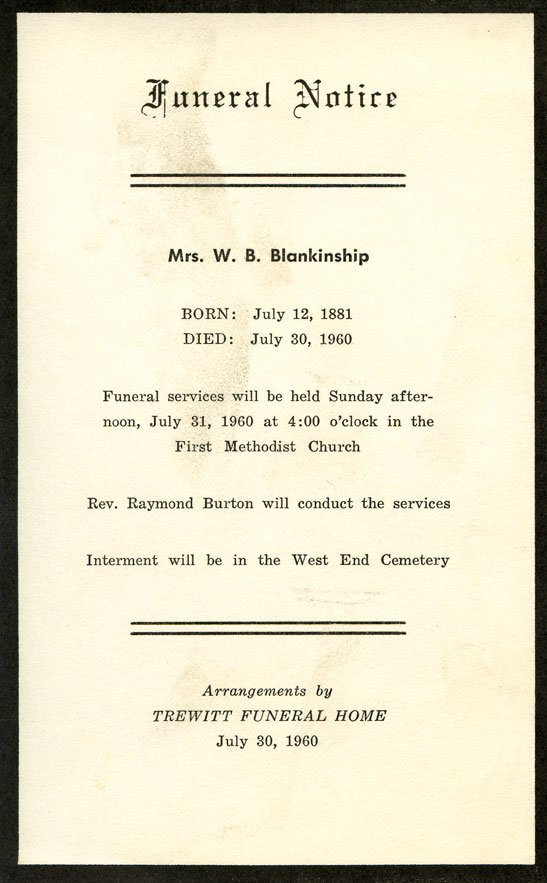 Funeral Notice
Mrs. W. B. Blankinship
BORN: July 12, 1881
DIED: July 30, 1960
Funeral services will be held Sunday after-
noon, July 31, 1960 at 4:00 o'clock in the
First Methodist Church
Rev. Raymond Burton will conduct the services
Interment will be in the West End Cemetery
Arrangements by
TREWITT FUNERAL HOME
July 30, 1960